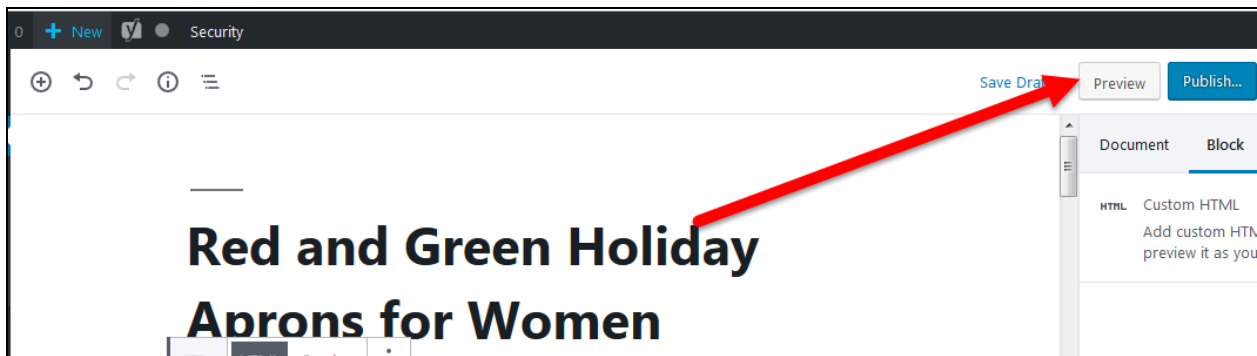 0 New Security
Save Dra Preview Publish...
Document Block
Red and Green Holiday
Aprons for Women
HTML Custom HTML
Add custom HTM
preview it as you